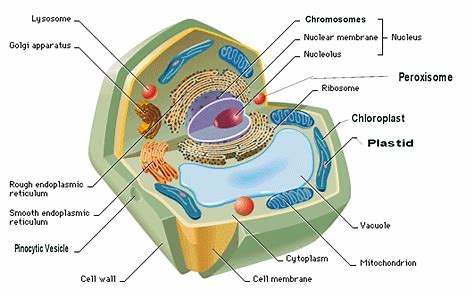 Lysosome
Golgi apparatus
Chromosomes
Nuclear membrane
Nucleolus
Nucleus
Peroxisome
Ribosome
Chloroplast
Plastid
Rough endoplasmic
reticulum
Smooth endoplasmic
reticulum
Pinocytic Vesicle
Cell wall
Cell membrane
Cytoplasm
Mitochondrion
Vacuole